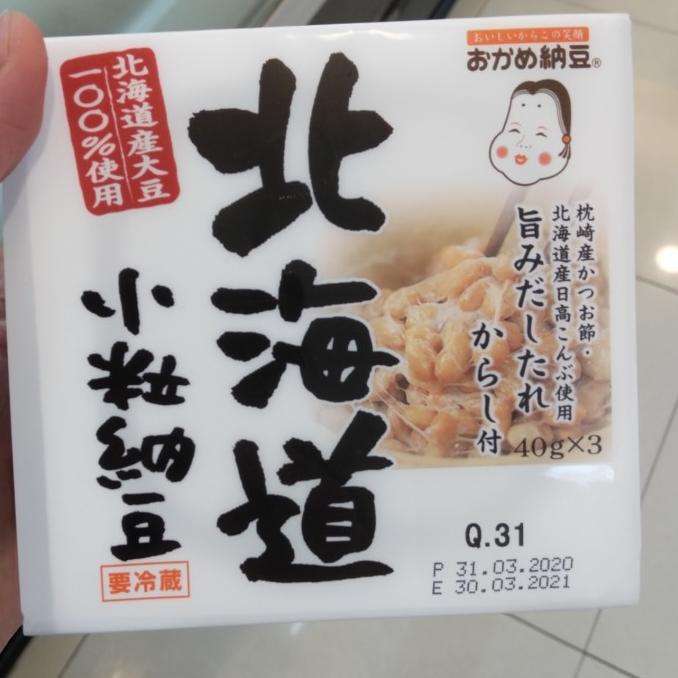 おいしいからこの笑顔
おかめ納豆®
北海道産大豆
一〇〇%使用
北海道
小粒納豆
枕崎産かつお節・
北海道産日高こんぶ使用
旨みだしたれ
からし付
40g×3
要冷蔵
Q.31
P 31.03.2020
E 30.03.2021